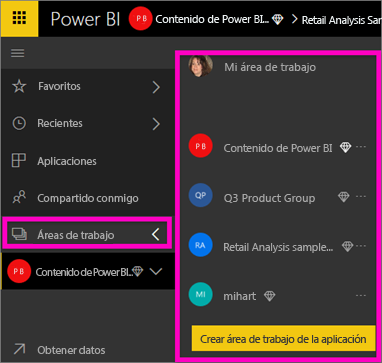 Power BI PB Contenido de Power BI... > Retail Analysis Sam
Favoritos
Recientes
Aplicaciones
Compartido conmigo
Áreas de trabajo
PB Contenido de Power BI...
Obtener datos
Mi área de trabajo
PB Contenido de Power BI ...
QP Q3 Product Group ...
RA Retail Analysis sample... ...
MI mihart ...
Crear área de trabajo de la aplicación